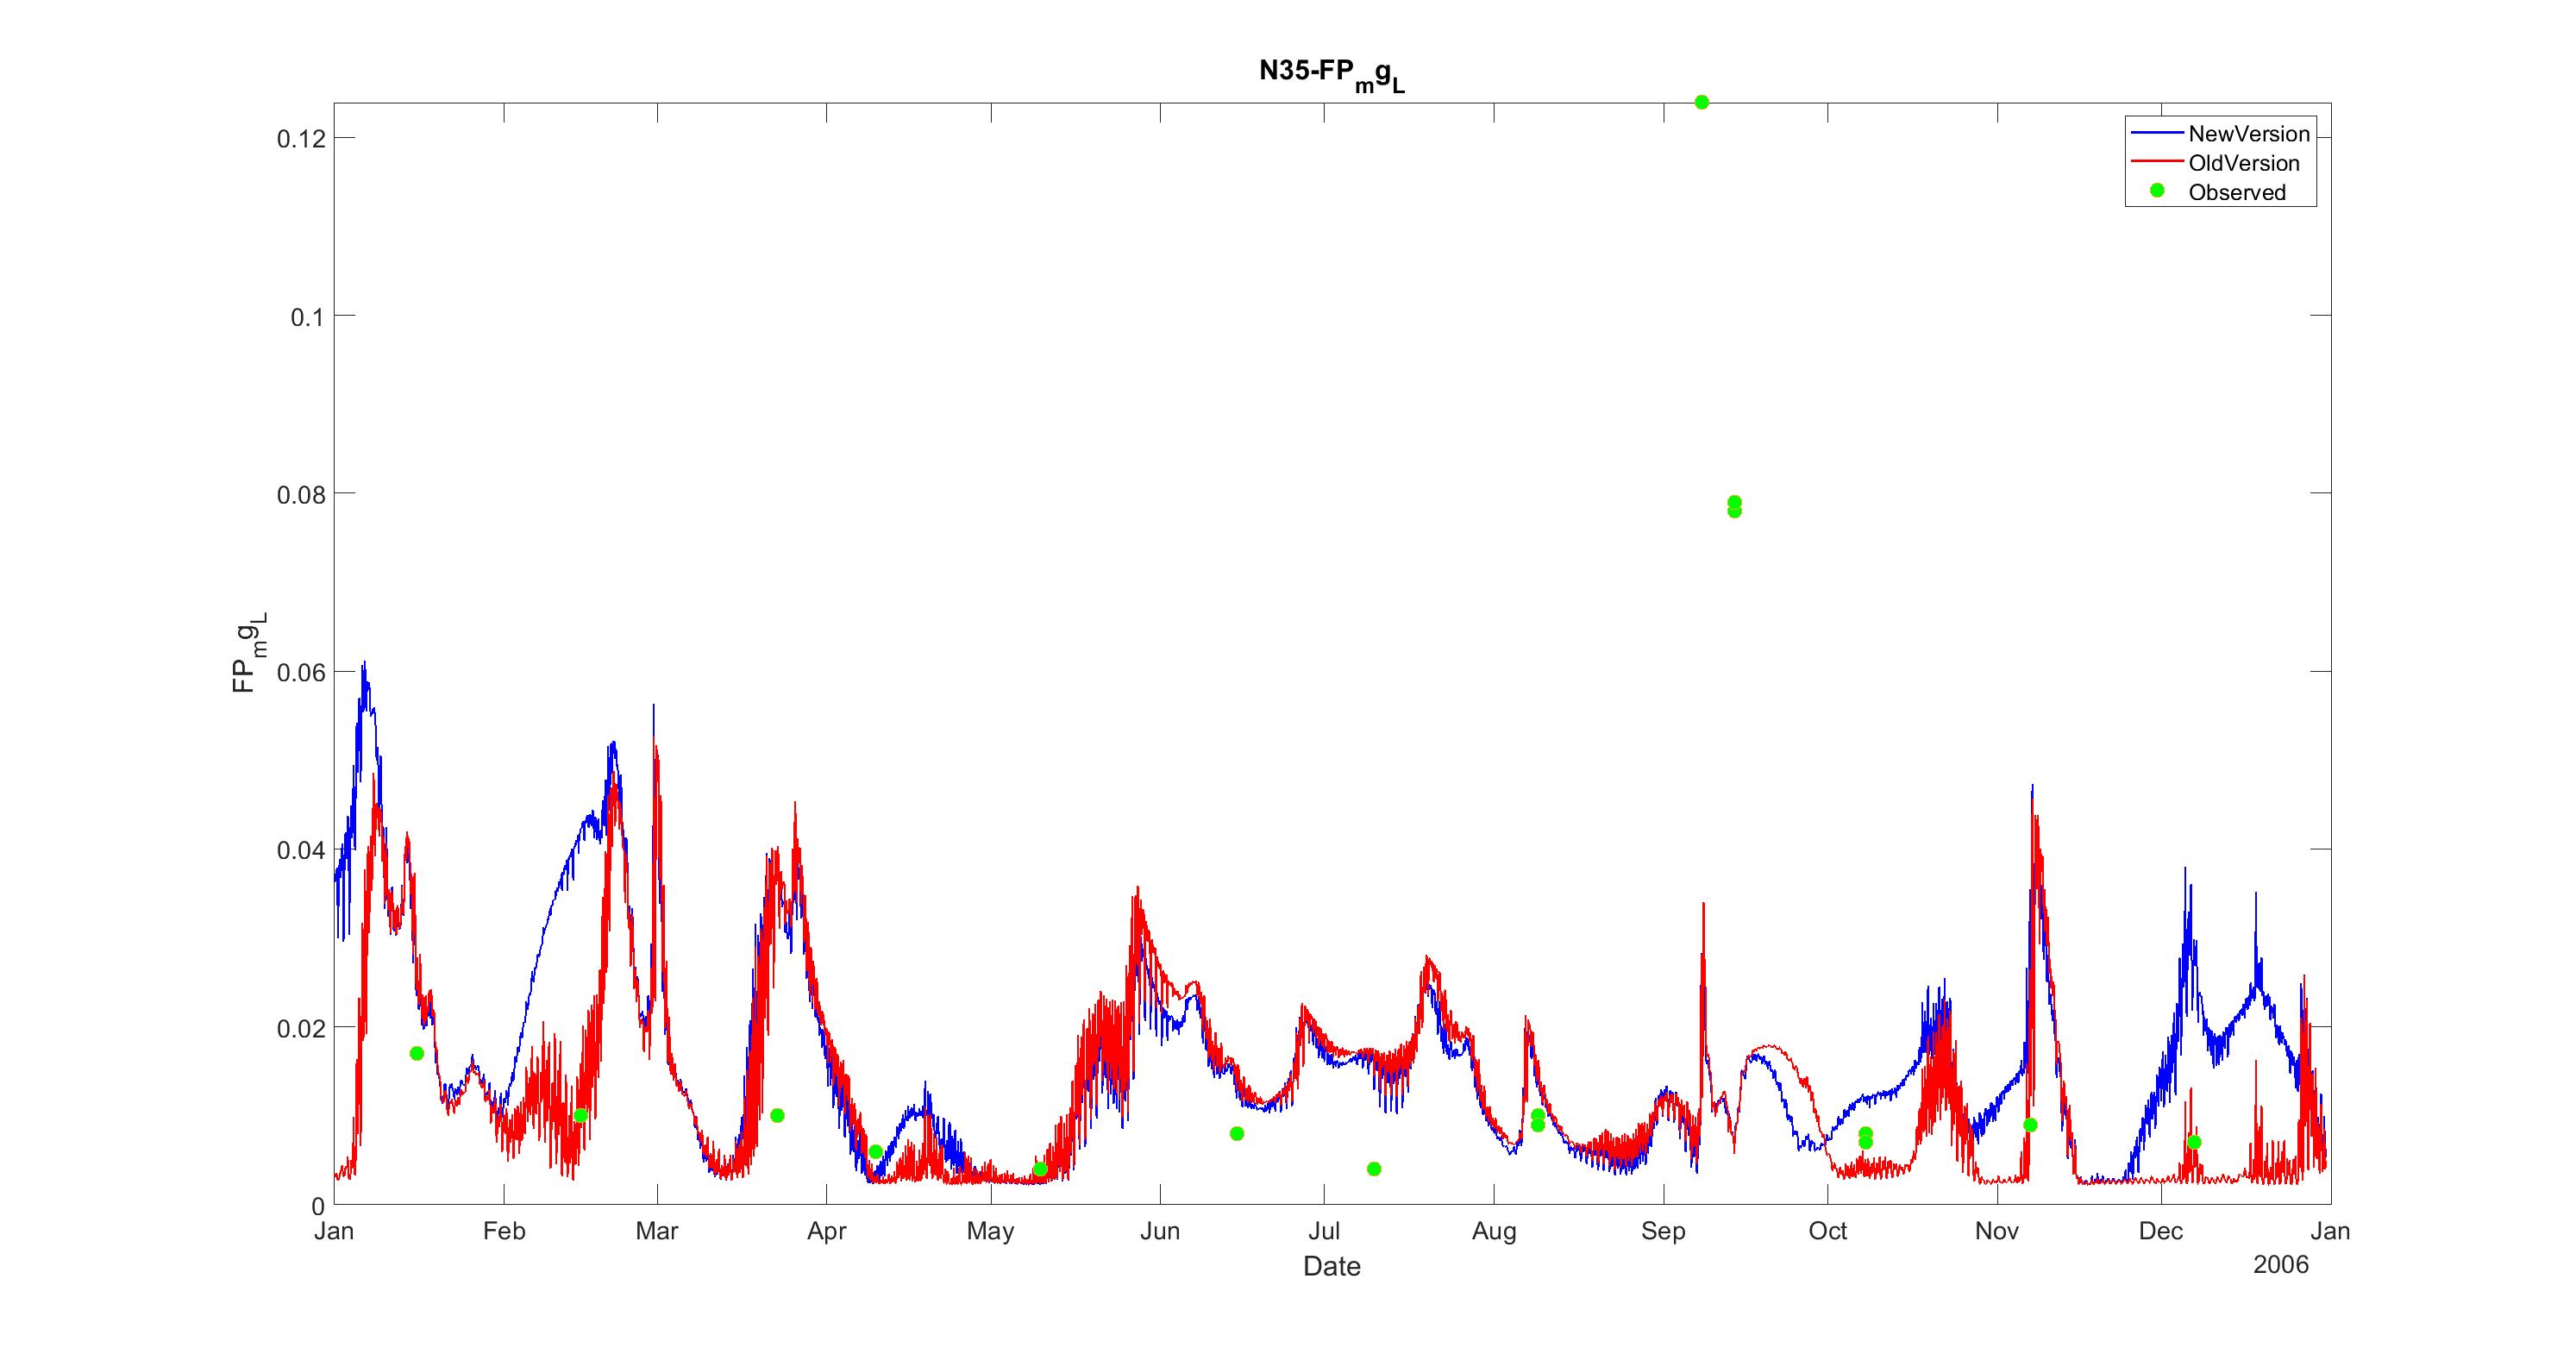 N35-FPmgL
NewVersion
OldVersion
Observed
0.12
0.1
0.08
0.06
0.04
0.02
0
FPmgL
Jan Feb Mar Apr May Jun Jul Aug Sep Oct Nov Dec Jan
Date
2006